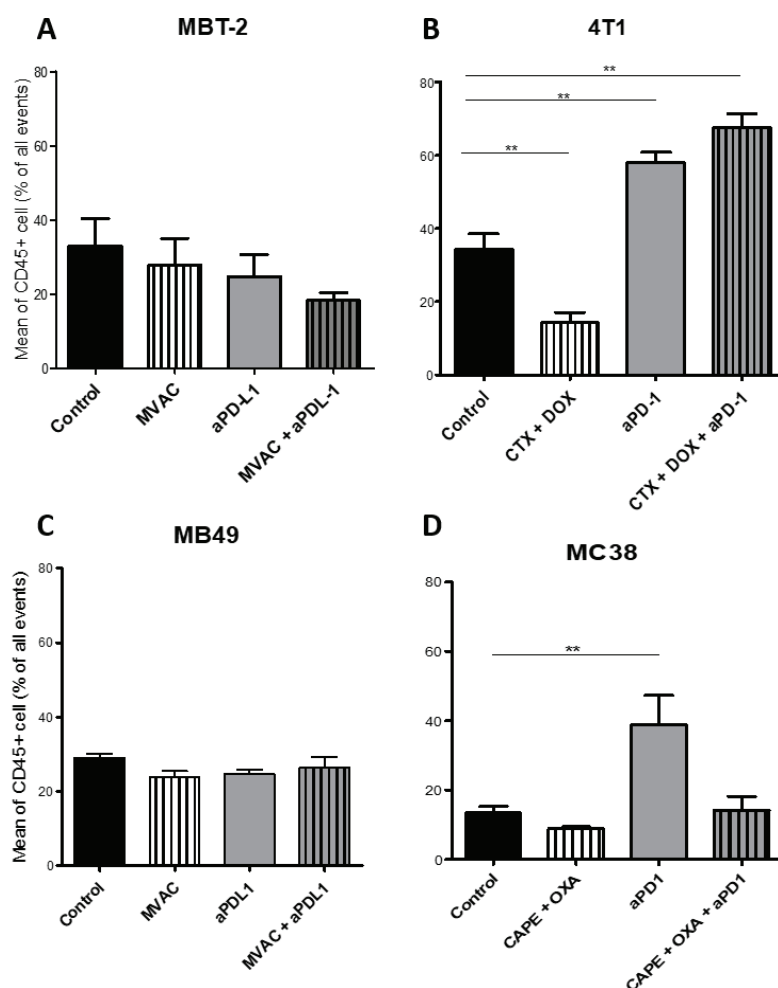 A
MBT-2
Mean of CD45+ cell (% of all events)
80
60
40
20
0
Control
MVAC
aPD-L1
MVAC + aPDL-1
B
4T1
80
60
40
20
0
**
**
**
Control
CTX + DOX
aPD-1
CTX + DOX + aPD-1
C
MB49
Mean of CD45+ cell (% of all events)
80
60
40
20
0
Control
MVAC
aPDL1
MVAC + aPDL1
D
MC38
80
60
40
20
0
**
Control
CAPE + OXA
aPD1
CAPE + OXA + aPD1